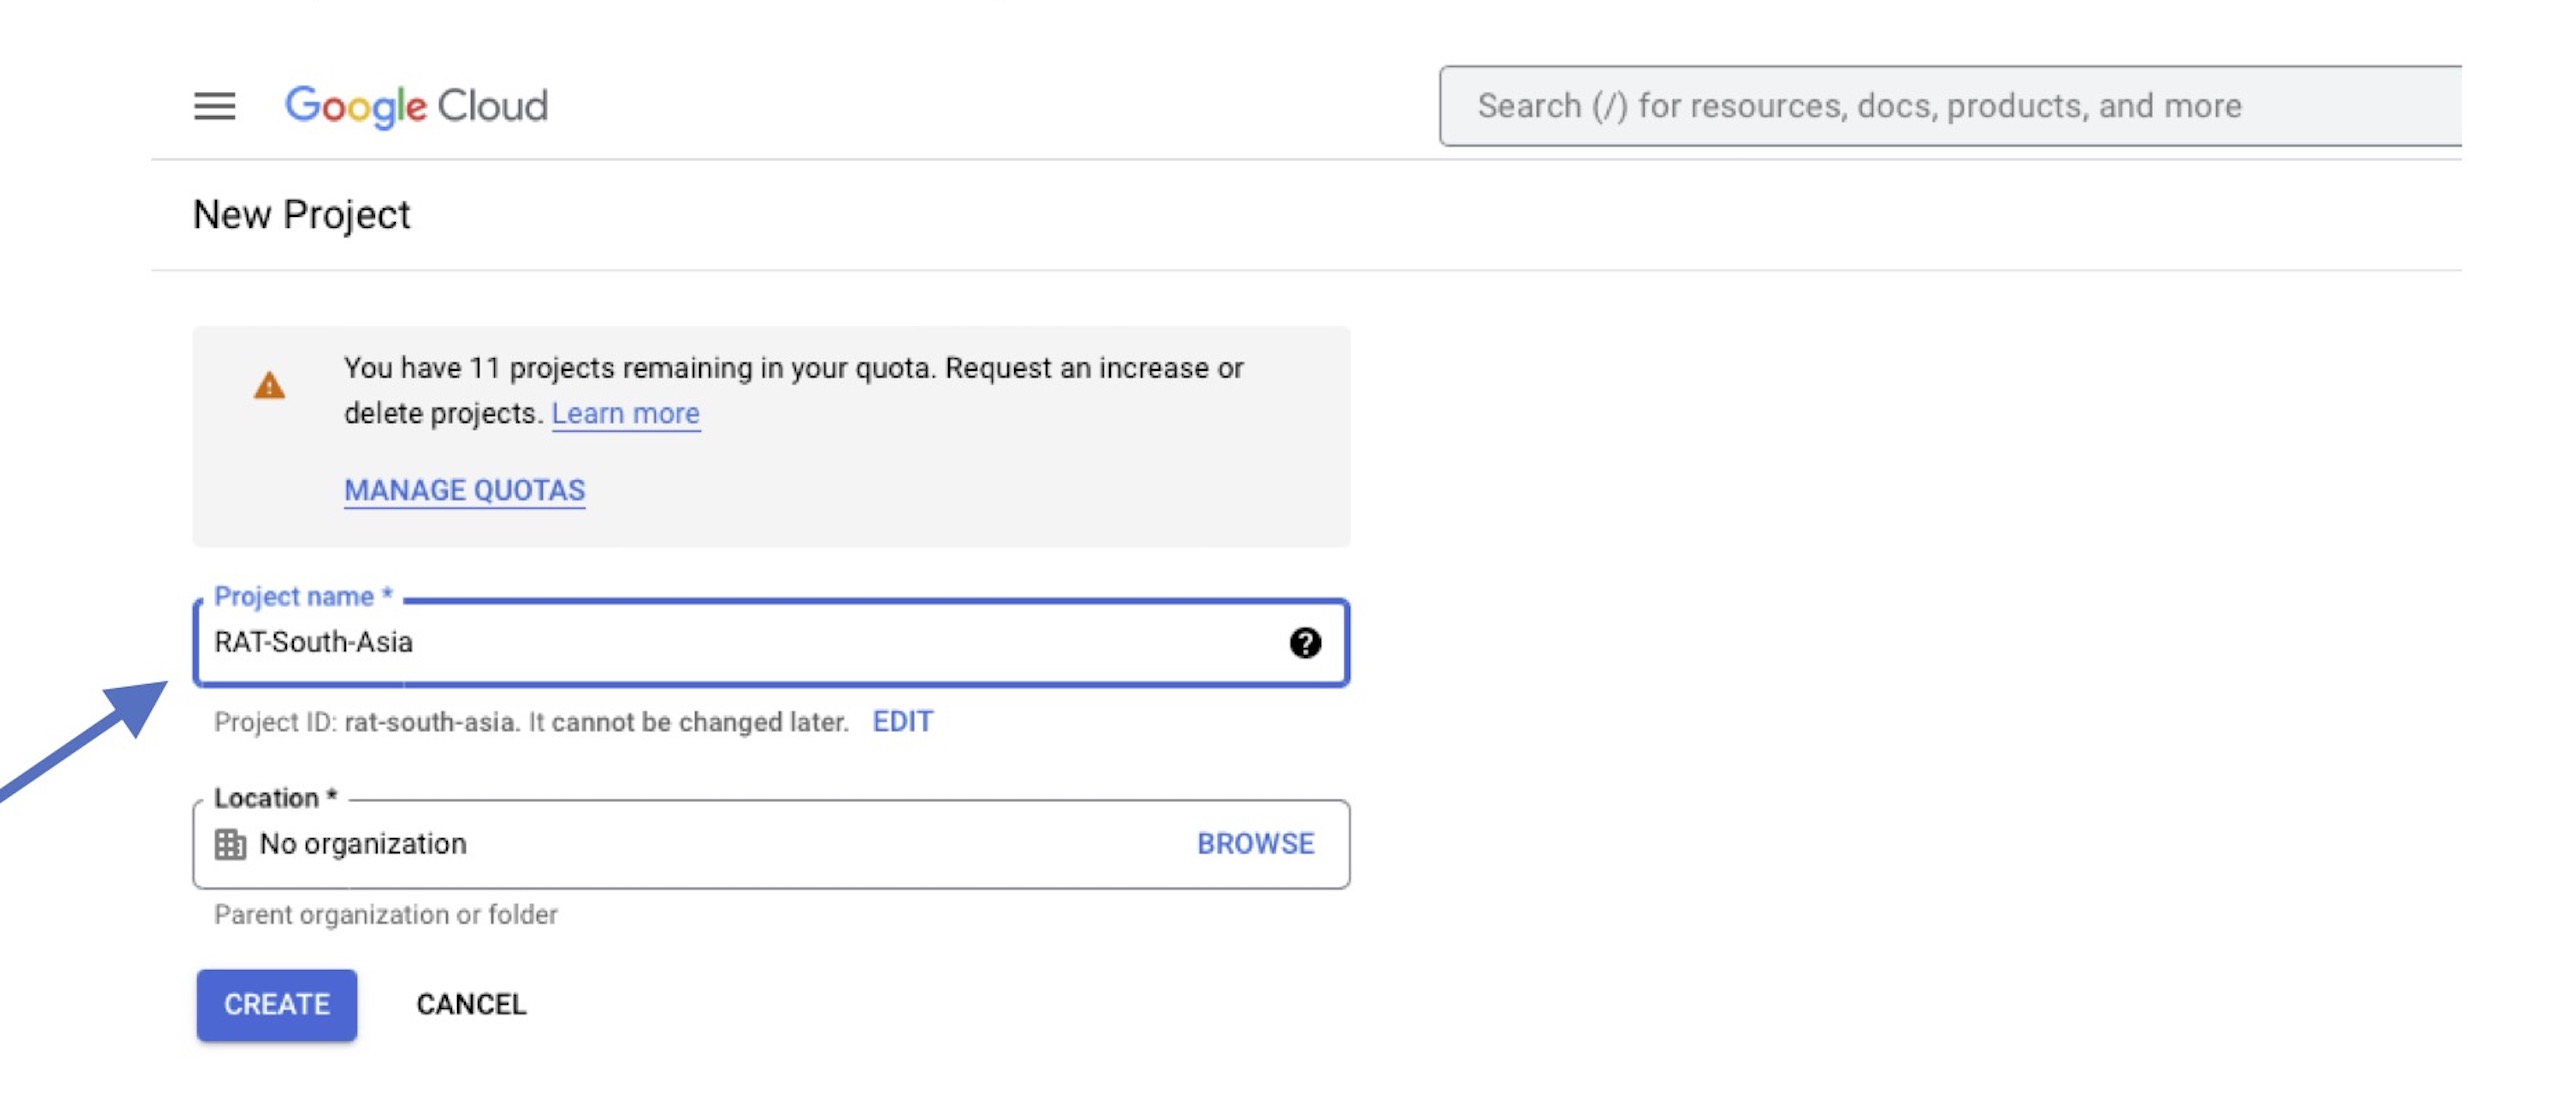 Google Cloud
Search (/) for resources, docs, products, and more
New Project
You have 11 projects remaining in your quota. Request an increase or
delete projects. Learn more
MANAGE QUOTAS
Project name *
RAT-South-Asia
Project ID: rat-south-asia. It cannot be changed later. EDIT
Location *
No organization BROWSE
Parent organization or folder
CREATE CANCEL